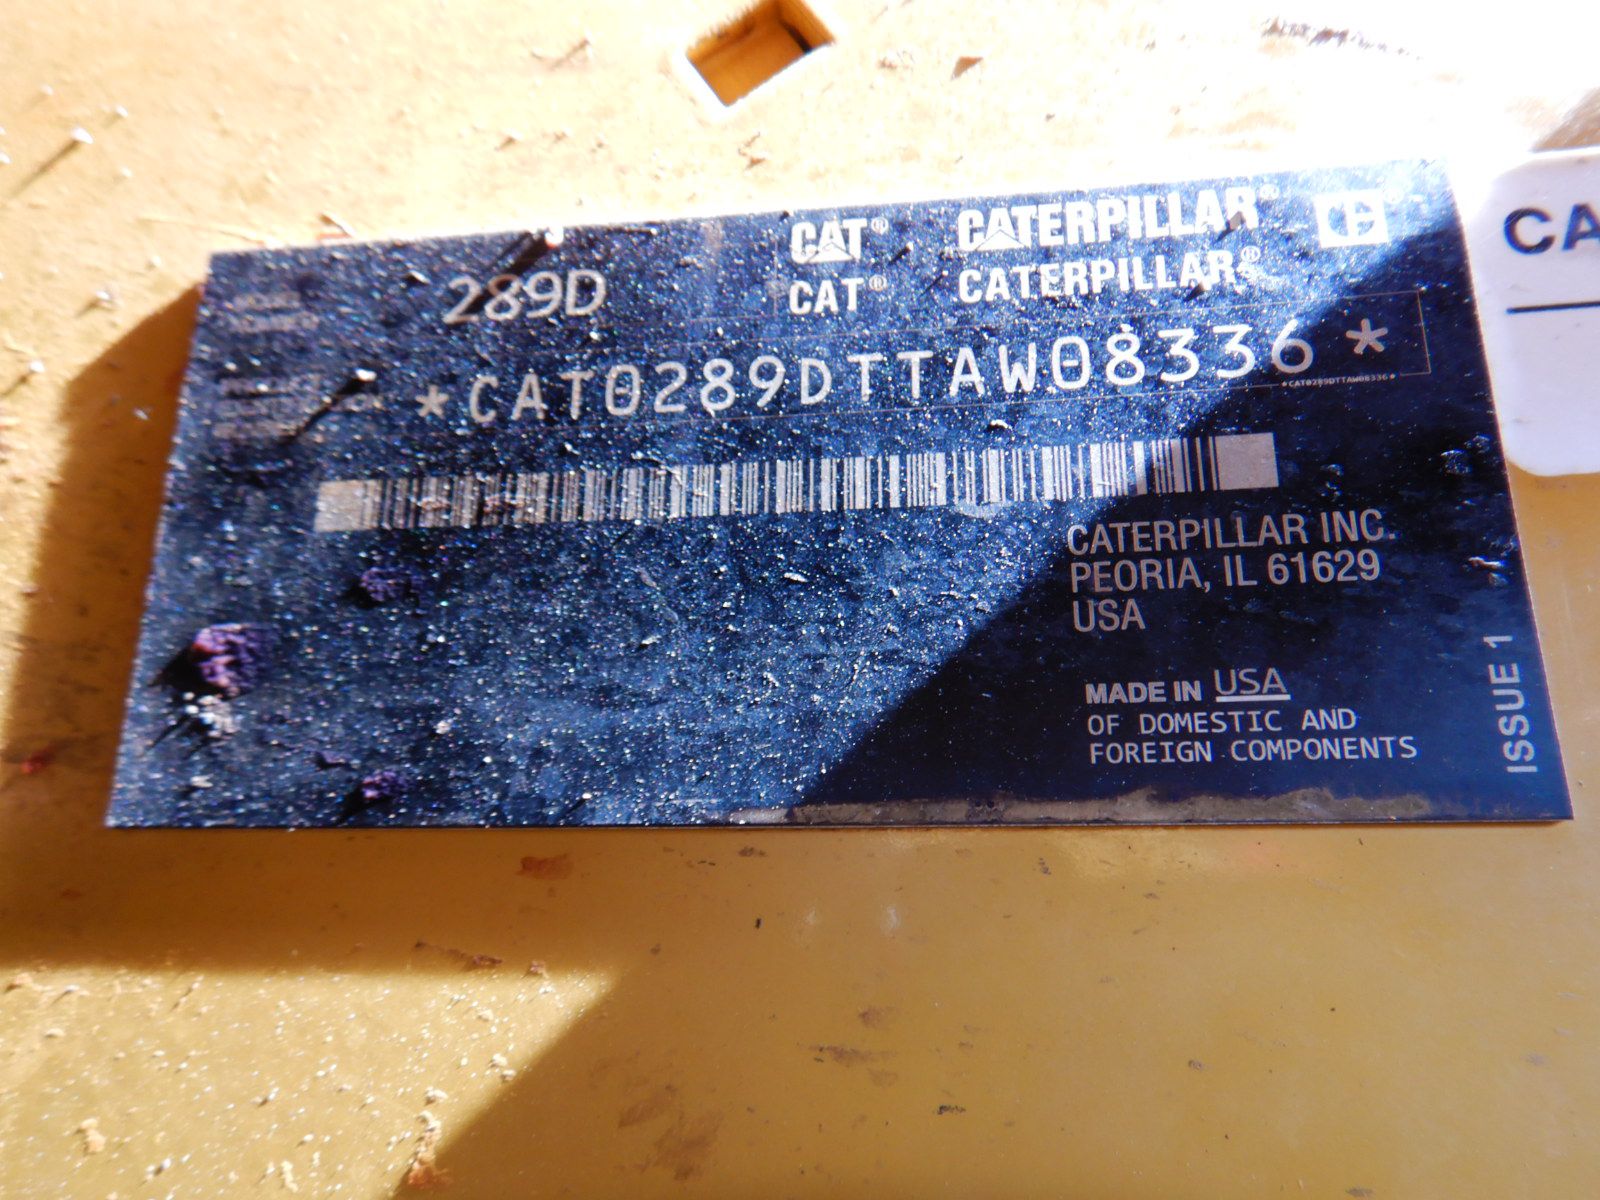 CAT® CATERPILLAR® CE®
289D CAT® CATERPILLAR®
*CAT0289DTTAW08336*
*CAT0289DTTAW08336*
CATERPILLAR INC.
PEORIA, IL 61629
USA
MADE IN USA
OF DOMESTIC AND
FOREIGN COMPONENTS
ISSUE 1
CA